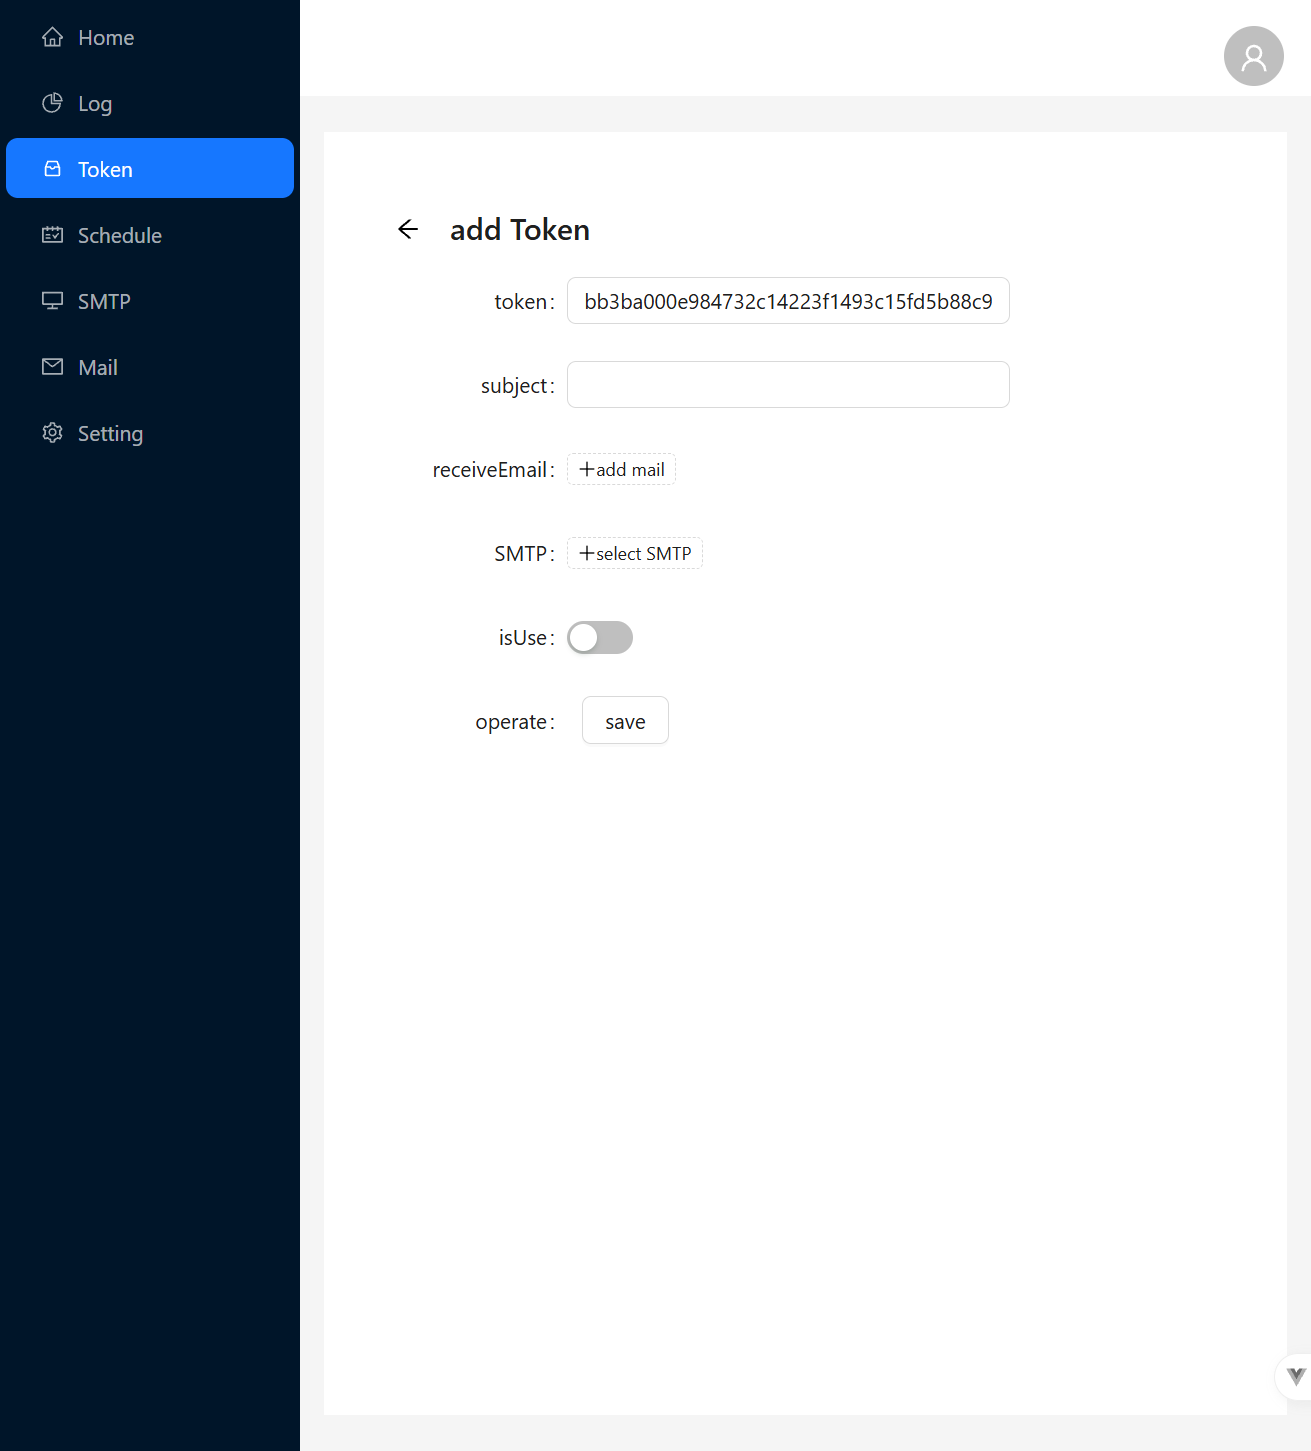 Home
Log
Token
Schedule
SMTP
Mail
Setting
add Token
token:
bb3ba000e984732c14223f1493c15fd5b88c9
subject:
receiveEmail:
+add mail
SMTP:
+select SMTP
isUse:
operate:
save